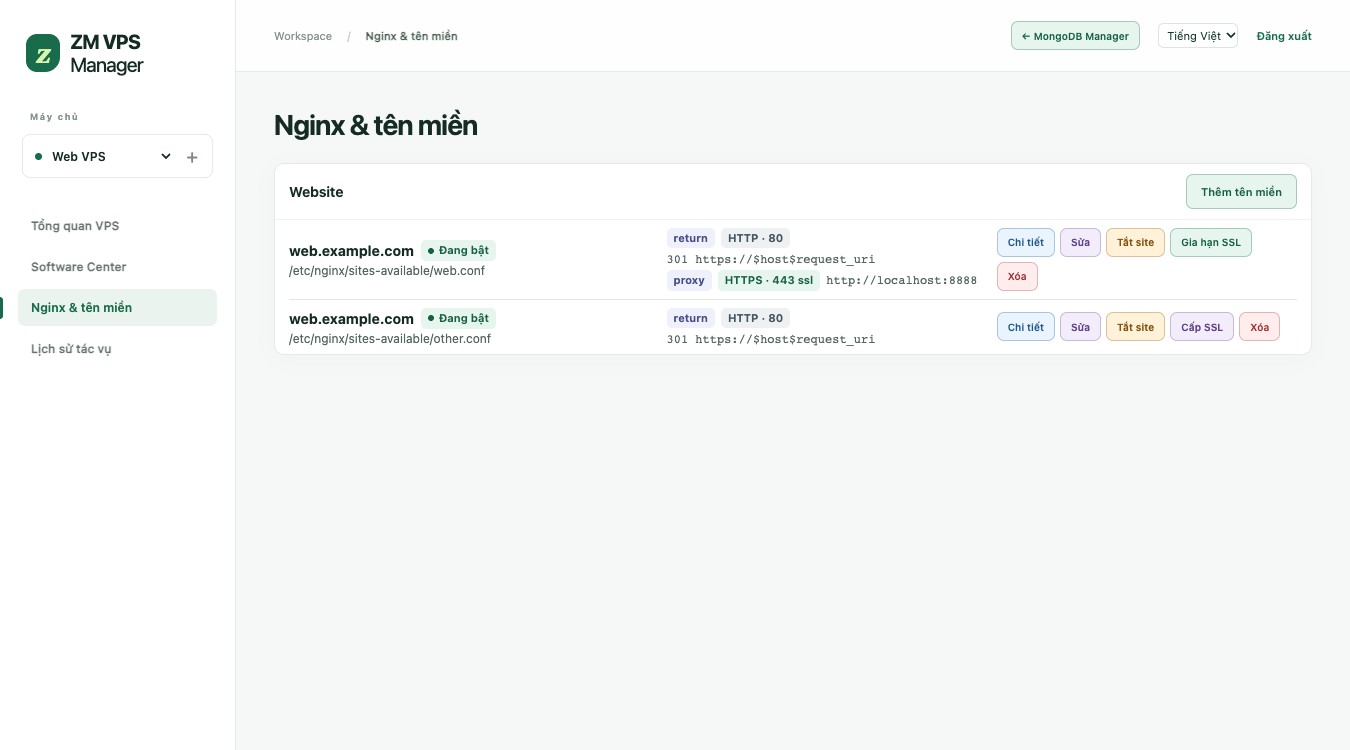 z
ZM VPS
Manager
Máy chủ
Web VPS
Tổng quan VPS
Software Center
Nginx & tên miền
Lịch sử tác vụ
Workspace / Nginx & tên miền
← MongoDB Manager
Tiếng Việt
Đăng xuất
Nginx & tên miền
Website
Thêm tên miền
web.example.com Đang bật
/etc/nginx/sites-available/web.conf
return HTTP · 80
301 https://$host$request_uri
proxy HTTPS · 443 ssl http://localhost:8888
Chi tiết Sửa Tắt site Gia hạn SSL
Xóa
web.example.com Đang bật
/etc/nginx/sites-available/other.conf
return HTTP · 80
301 https://$host$request_uri
Chi tiết Sửa Tắt site Cấp SSL Xóa